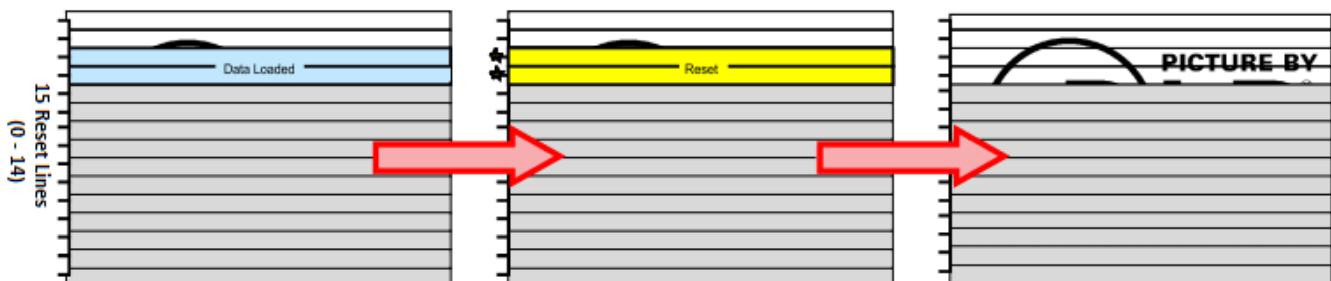 15 Reset Lines
(0 - 14)
Data Loaded
**
Reset
PICTURE BY